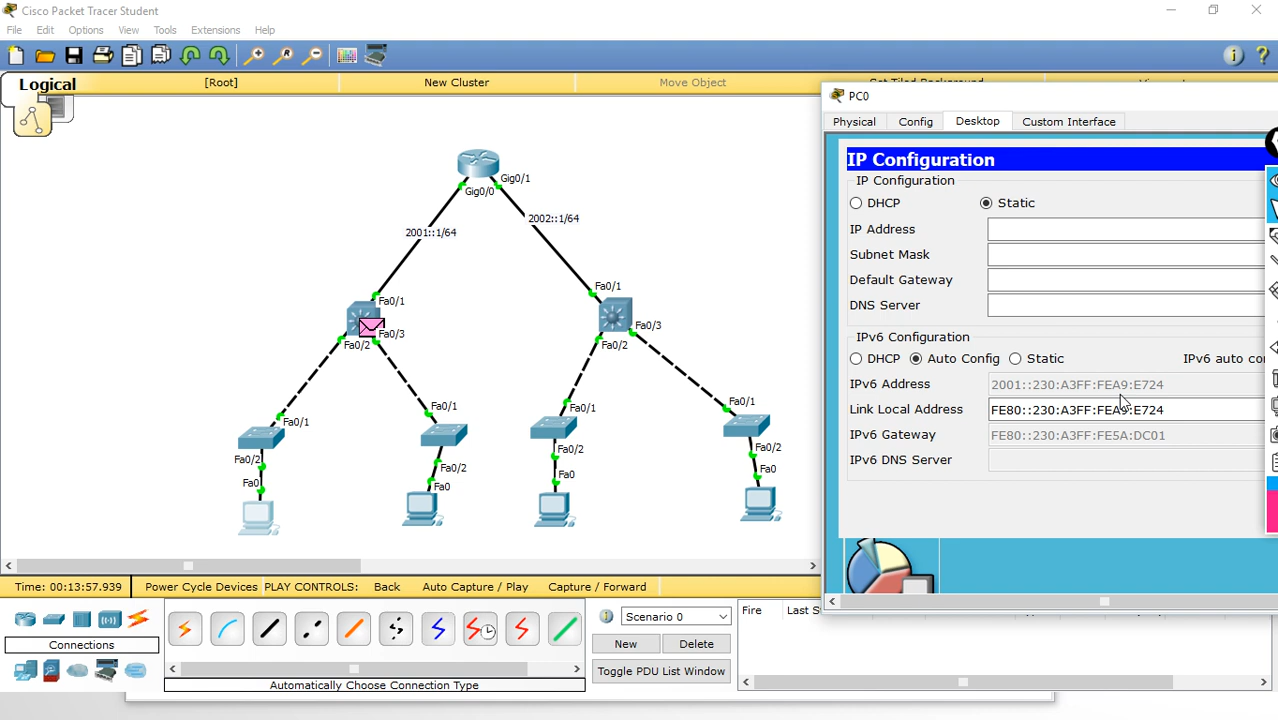 Cisco Packet Tracer Student
File Edit Options View Tools Extensions Help
Logical
[Root]
New Cluster
Move Object
Gig0/1
Gig0/0
2001::1/64
2002::1/64
Fa0/1
Fa0/3
Fa0/2
Fa0/1
Fa0/3
Fa0/2
Fa0/1
Fa0/2
Fa0
Fa0/1
Fa0/2
Fa0
Fa0/1
Fa0/2
Fa0
Fa0/1
Fa0/2
Fa0
PC0
Physical Config Desktop Custom Interface
IP Configuration
IP Configuration
DHCP Static
IP Address
Subnet Mask
Default Gateway
DNS Server
IPv6 Configuration
DHCP Auto Config Static IPv6 auto
IPv6 Address 2001::230:A3FF:FEA9:E724
Link Local Address FE80::230:A3FF:FEA9:E724
IPv6 Gateway FE80::230:A3FF:FE5A:DC01
IPv6 DNS Server
Time: 00:13:57.939 Power Cycle Devices PLAY CONTROLS: Back Auto Capture / Play Capture / Forward
Connections
Automatically Choose Connection Type
Scenario 0
New Delete
Toggle PDU List Window
Fire Last